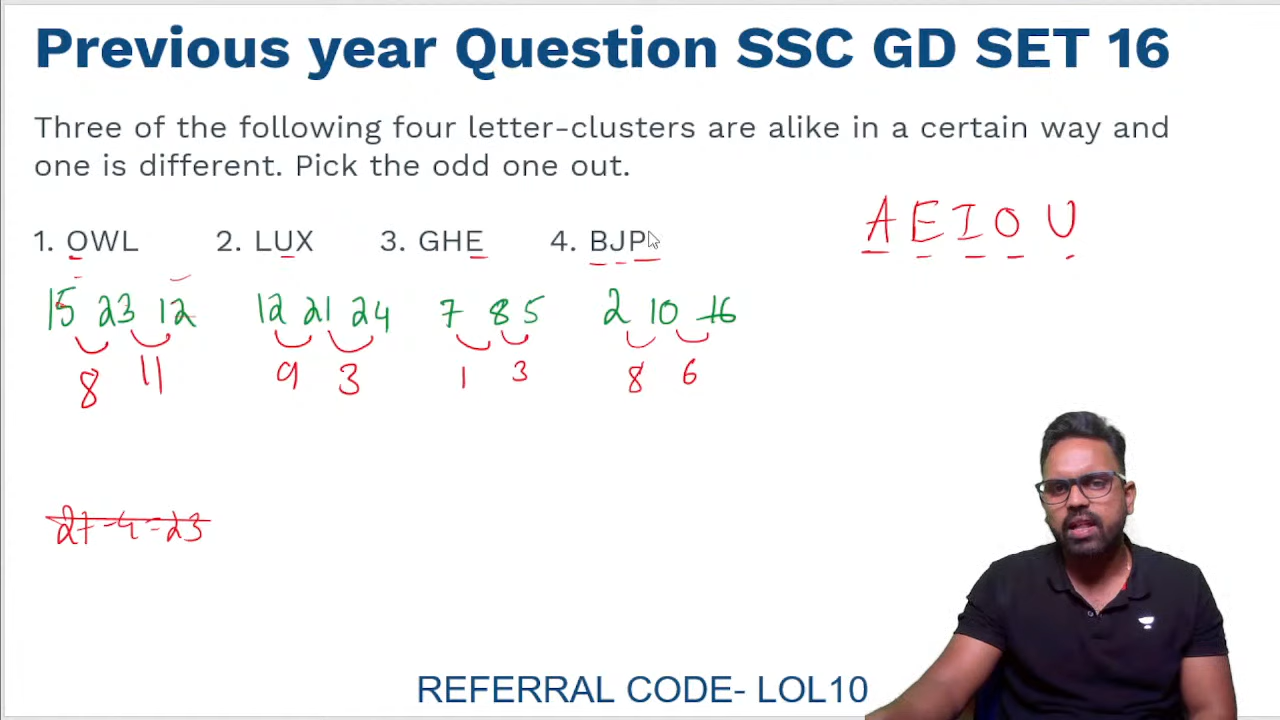 Previous year Question SSC GD SET 16
Three of the following four letter-clusters are alike in a certain way and
one is different. Pick the odd one out.
A E I O U
1. OWL 2. LUX 3. GHE 4. BJP
15 23 12 12 21 24 7 8 5 2 10 16
8 11 9 3 1 3 8 6
27-4=23
REFERRAL CODE- LOL10